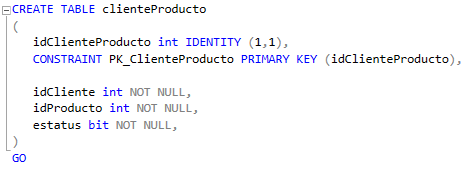 CREATE TABLE clienteProducto
(
idClienteProducto int IDENTITY (1,1),
CONSTRAINT PK_ClienteProducto PRIMARY KEY (idClienteProducto),
idCliente int NOT NULL,
idProducto int NOT NULL,
estatus bit NOT NULL,
)
GO